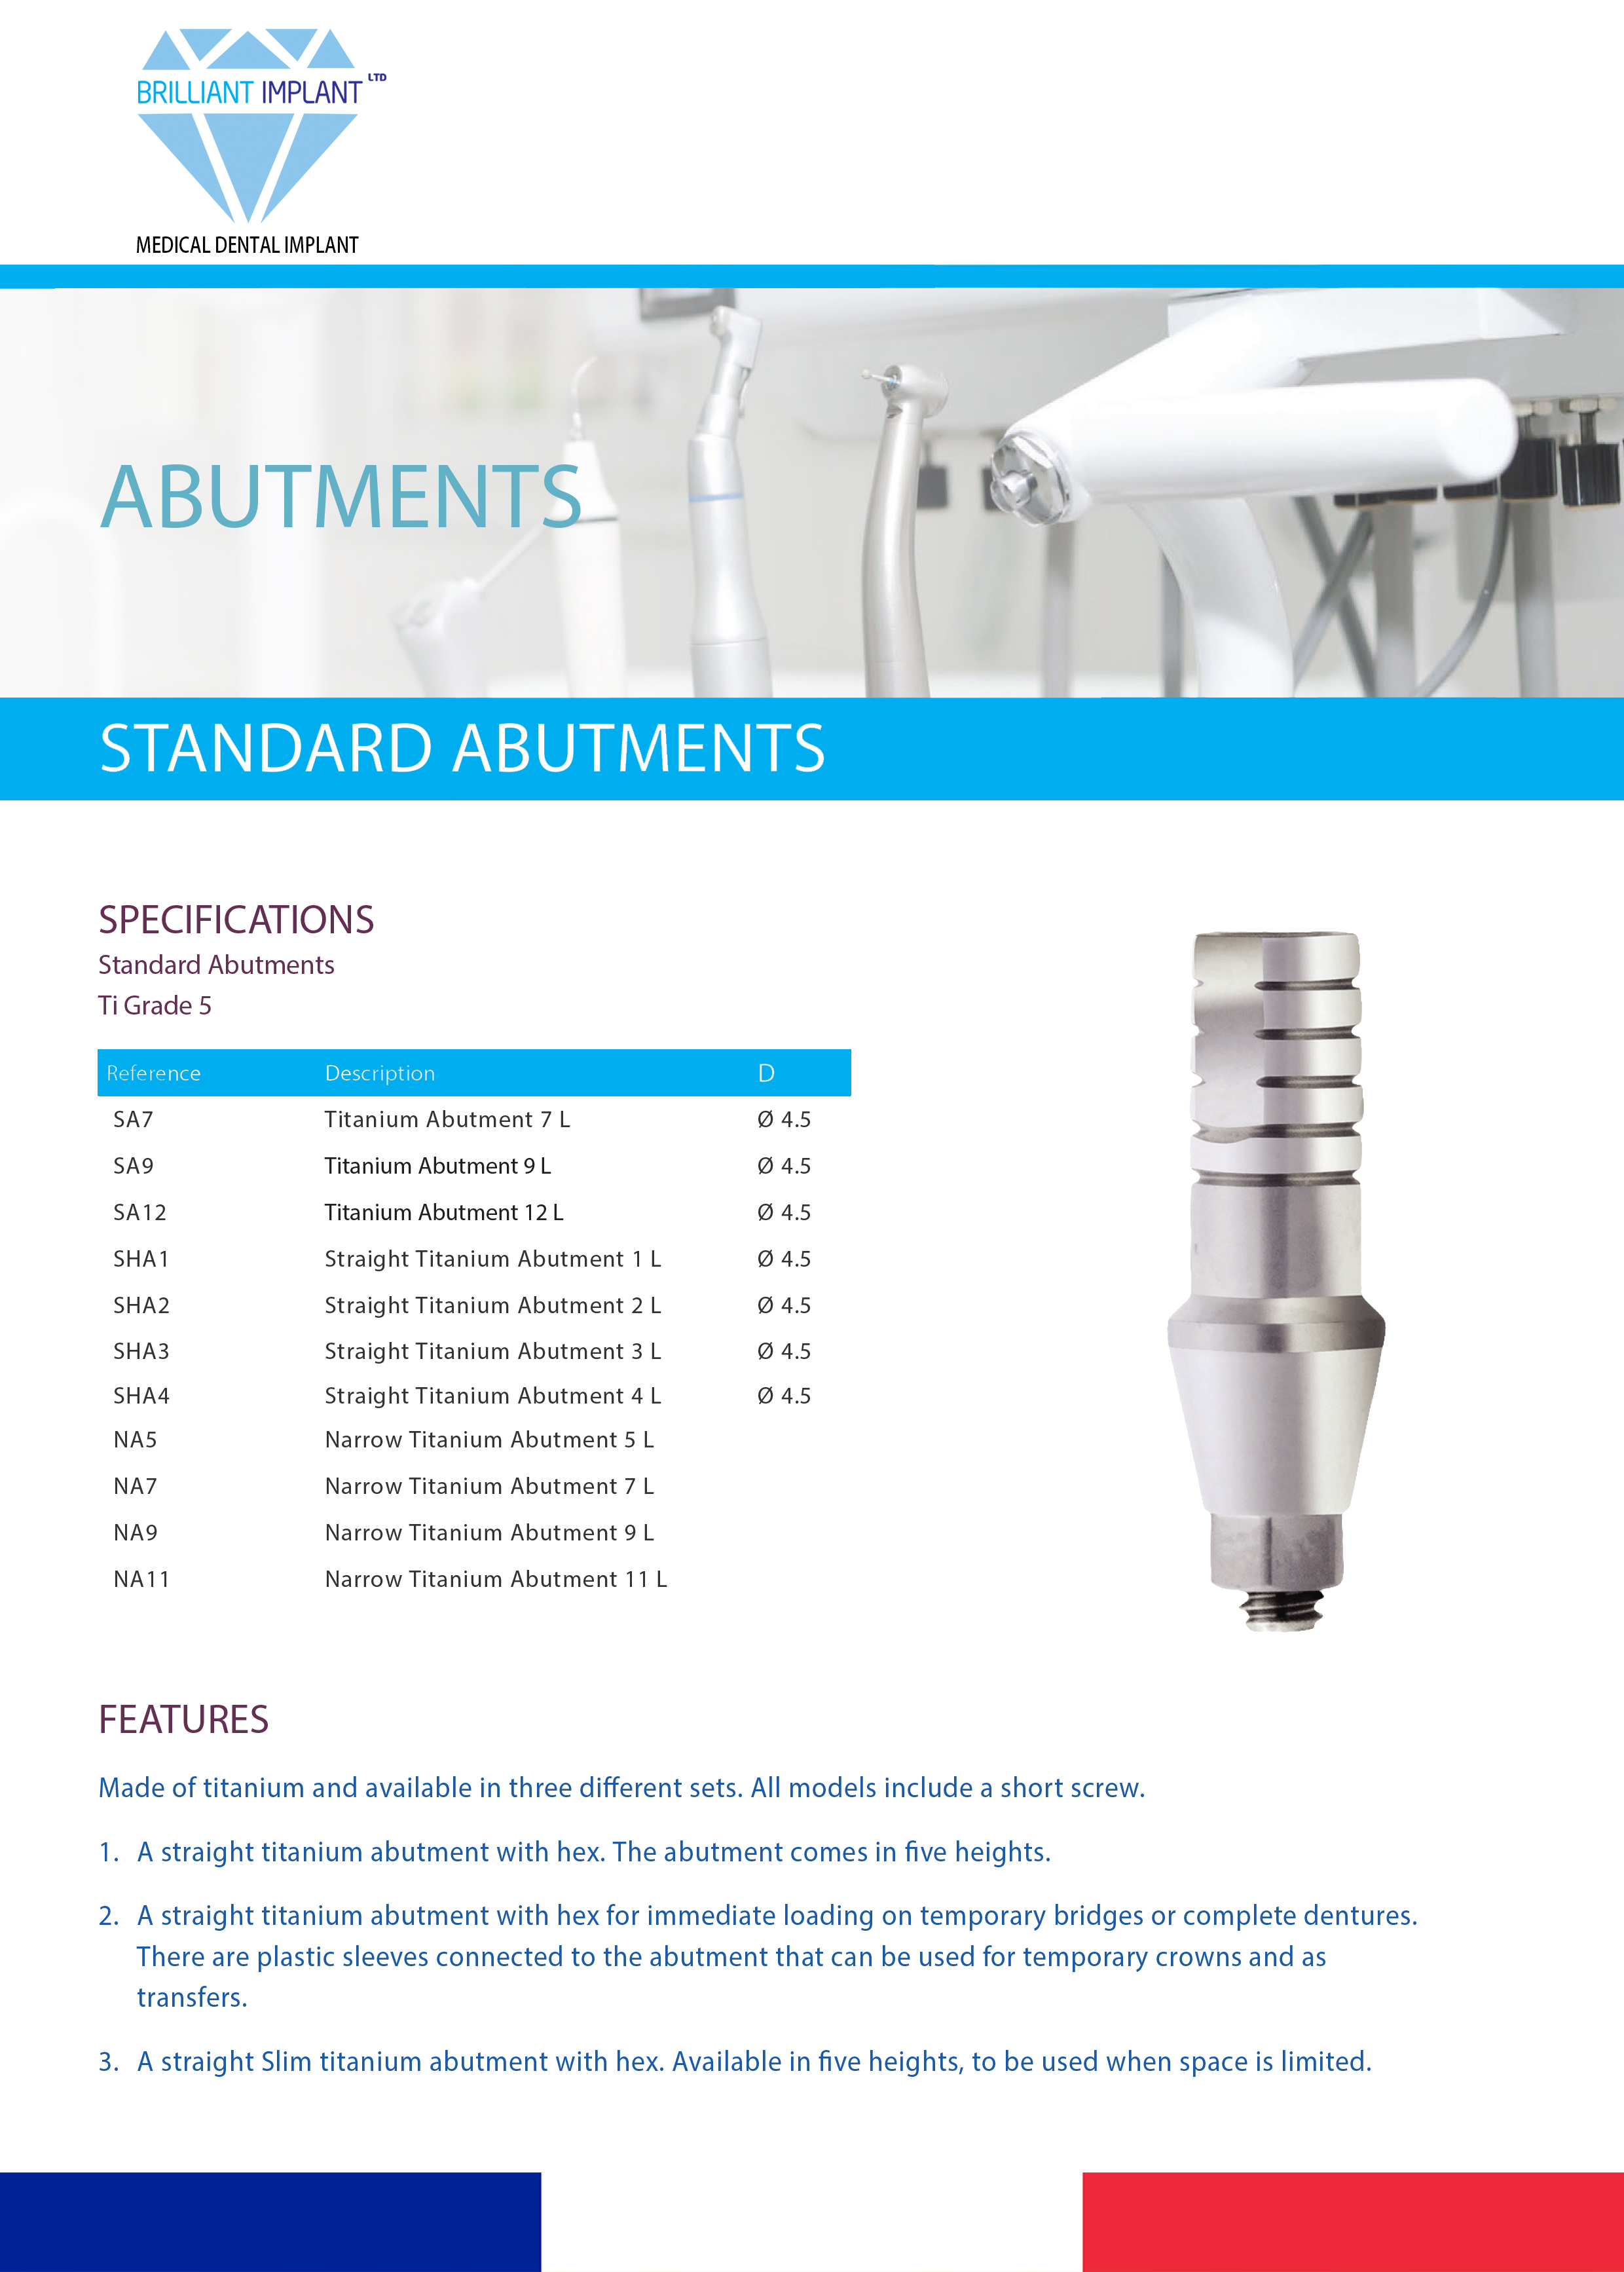 BRILLIANT IMPLANT LTD
MEDICAL DENTAL IMPLANT
ABUTMENTS
STANDARD ABUTMENTS
SPECIFICATIONS
Standard Abutments
Ti Grade 5
Reference Description D
SA7 Titanium Abutment 7 L Ø 4.5
SA9 Titanium Abutment 9 L Ø 4.5
SA12 Titanium Abutment 12 L Ø 4.5
SHA1 Straight Titanium Abutment 1 L Ø 4.5
SHA2 Straight Titanium Abutment 2 L Ø 4.5
SHA3 Straight Titanium Abutment 3 L Ø 4.5
SHA4 Straight Titanium Abutment 4 L Ø 4.5
NA5 Narrow Titanium Abutment 5 L
NA7 Narrow Titanium Abutment 7 L
NA9 Narrow Titanium Abutment 9 L
NA11 Narrow Titanium Abutment 11 L
FEATURES
Made of titanium and available in three different sets. All models include a short screw.
1. A straight titanium abutment with hex. The abutment comes in five heights.
2. A straight titanium abutment with hex for immediate loading on temporary bridges or complete dentures.
There are plastic sleeves connected to the abutment that can be used for temporary crowns and as
transfers.
3. A straight Slim titanium abutment with hex. Available in five heights, to be used when space is limited.